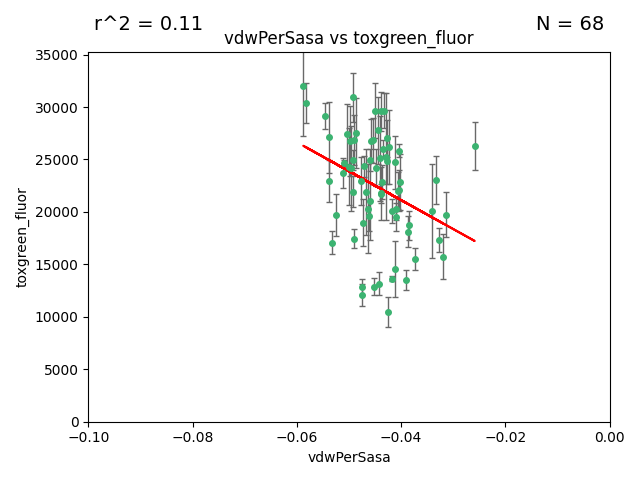 r^2 = 0.11
N = 68
vdwPerSasa vs toxgreen_fluor
35000
30000
25000
20000
15000
10000
5000
0
toxgreen_fluor
−0.10
−0.08
−0.06
−0.04
−0.02
0.00
vdwPerSasa